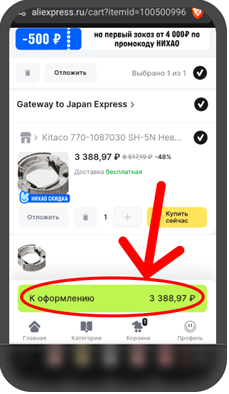 aliexpress.ru/cart?itemId=100500996
-500 ₽
на первый заказ от 4 000₽ по
промокоду НИХАО
Отложить
Выбрано 1 из 1
Gateway to Japan Express >
> Kitaco 770-1087030 SH-5N Нев...
3 388,97 ₽ 6 517,19 ₽ -48%
Доставка бесплатная
НИХАО СКИДКА
Отложить
1
+
Купить
сейчас
К оформлению 3 388,97 ₽
Главная
Категории
Корзина
Профиль